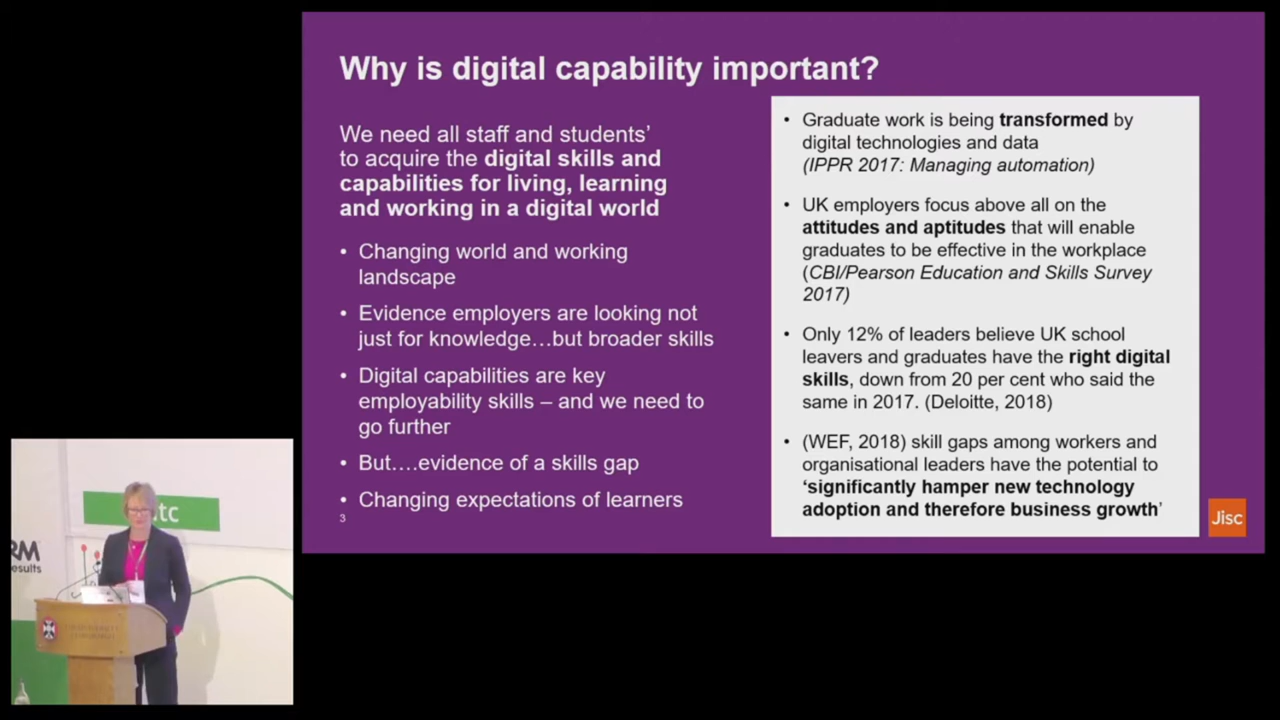 Why is digital capability important?
We need all staff and students’
to acquire the digital skills and
capabilities for living, learning
and working in a digital world
• Changing world and working
landscape
• Evidence employers are looking not
just for knowledge…but broader skills
• Digital capabilities are key
employability skills – and we need to
go further
• But….evidence of a skills gap
• Changing expectations of learners
3
• Graduate work is being transformed by
digital technologies and data
(IPPR 2017: Managing automation)
• UK employers focus above all on the
attitudes and aptitudes that will enable
graduates to be effective in the workplace
(CBI/Pearson Education and Skills Survey
2017)
• Only 12% of leaders believe UK school
leavers and graduates have the right digital
skills, down from 20 per cent who said the
same in 2017. (Deloitte, 2018)
• (WEF, 2018) skill gaps among workers and
organisational leaders have the potential to
‘significantly hamper new technology
adoption and therefore business growth’
Jisc
tc
RM
esults